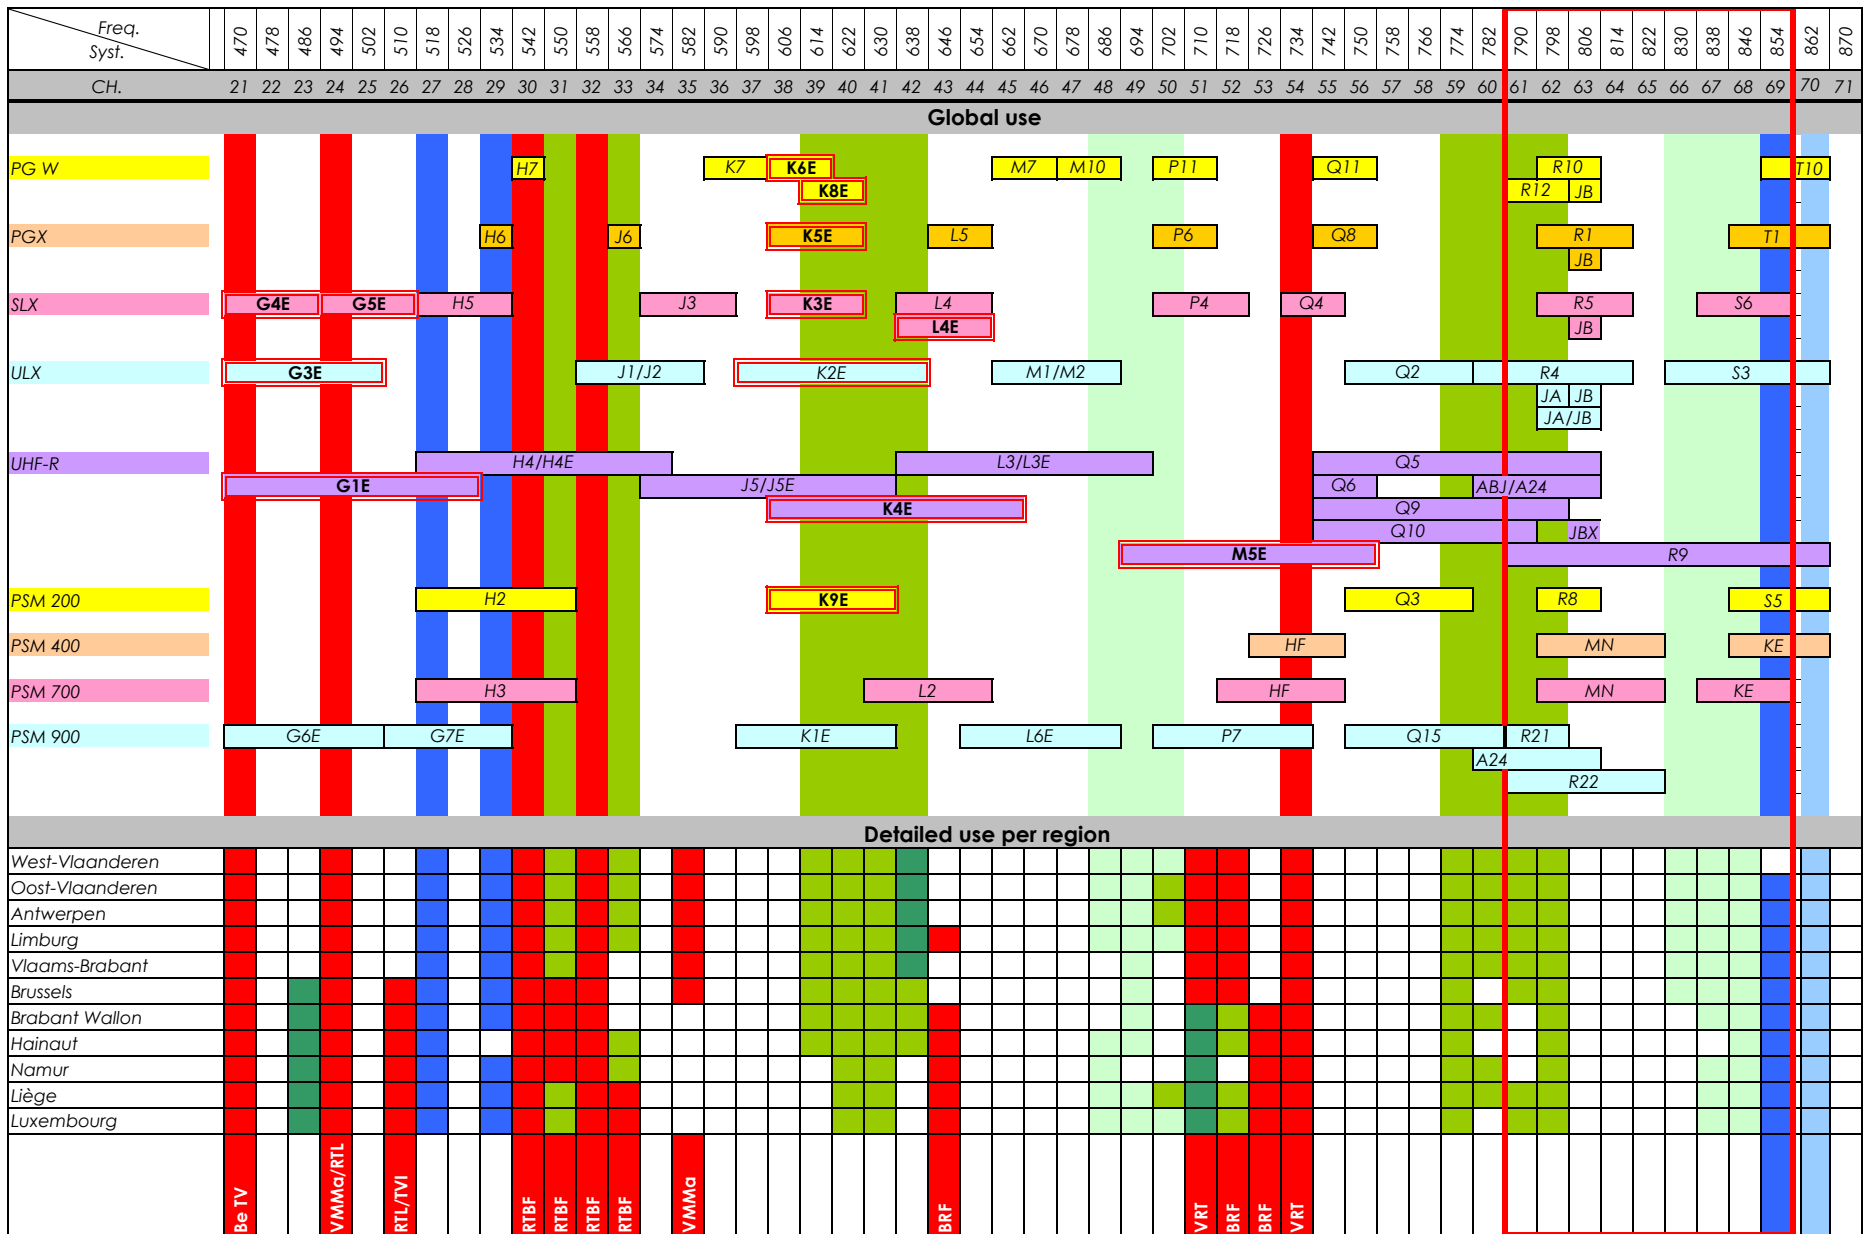 Freq.
Syst.
470 478 486 494 502 510 518 526 534 542 550 558 566 574 582 590 598 606 614 622 630 638 646 654 662 670 678 686 694 702 710 718 726 734 742 750 758 766 774 782 790 798 806 814 822 830 838 846 854 862 870
CH. 21 22 23 24 25 26 27 28 29 30 31 32 33 34 35 36 37 38 39 40 41 42 43 44 45 46 47 48 49 50 51 52 53 54 55 56 57 58 59 60 61 62 63 64 65 66 67 68 69 70 71
Global use
PG W H7 K7 K6E M7 M10 P11 Q11 R10 T10
K8E R12 JB
PGX H6 J6 K5E L5 P6 Q8 R1 T1
JB
SLX G4E G5E H5 J3 K3E L4 P4 Q4 R5 S6
L4E JB
ULX G3E J1/J2 K2E M1/M2 Q2 R4 S3
JA JB
JA/JB
UHF-R H4/H4E L3/L3E Q5
G1E J5/J5E Q6 ABJ/A24
K4E Q9
Q10 JBX
M5E R9
PSM 200 H2 K9E Q3 R8 S5
PSM 400 HF MN KE
PSM 700 H3 L2 HF MN KE
PSM 900 G6E G7E K1E L6E P7 Q15 R21
A24
R22
Detailed use per region
West-Vlaanderen
Oost-Vlaanderen
Antwerpen
Limburg
Vlaams-Brabant
Brussels
Brabant Wallon
Hainaut
Namur
Liège
Luxembourg
Be TV VMMa/RTL RTL/TVI RTBF RTBF RTBF RTBF VMMa BRF VRT BRF BRF VRT